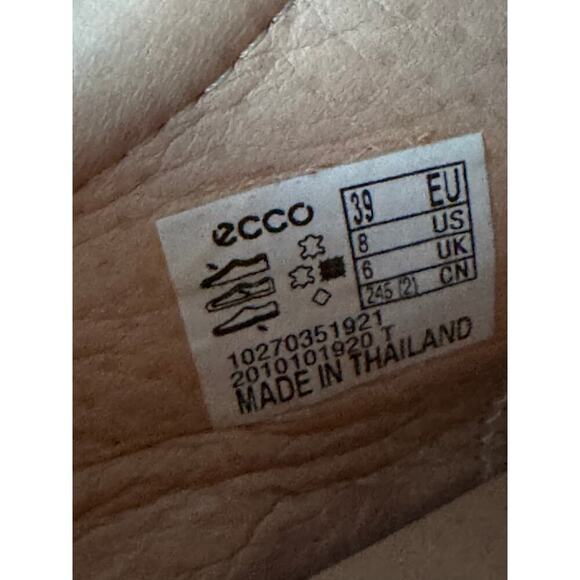 ecco
39 EU
8 US
6 UK
245 (2) CN
10270351921
2010101920 T
MADE IN THAILAND